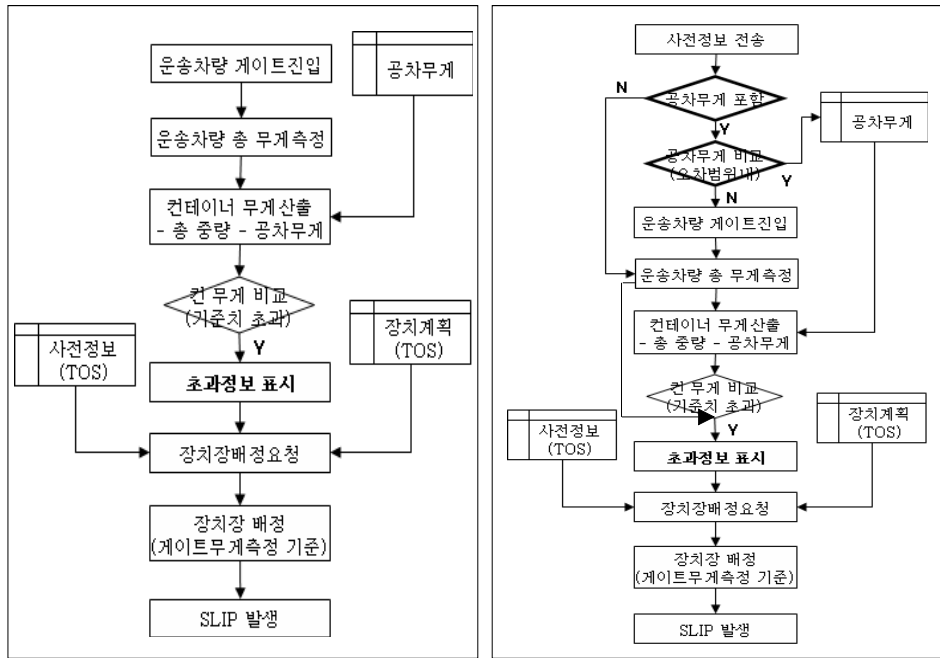 운송차량 게이트진입
공차무게
운송차량 총 무게측정
컨테이너 무게산출
- 총 중량 - 공차무게
컨 무게 비교
(기준치 초과)
Y
사전정보
(TOS)
장치계획
(TOS)
초과정보 표시
장치장배정요청
장치장 배정
(게이트무게측정 기준)
SLIP 발생
사전정보 전송
N
공차무게 포함
Y
공차무게
공차무게 비교
(오차범위내)
Y
N
운송차량 게이트진입
운송차량 총 무게측정
컨테이너 무게산출
- 총 중량 - 공차무게
컨 무게 비교
(기준치 초과)
Y
사전정보
(TOS)
장치계획
(TOS)
초과정보 표시
장치장배정요청
장치장 배정
(게이트무게측정 기준)
SLIP 발생